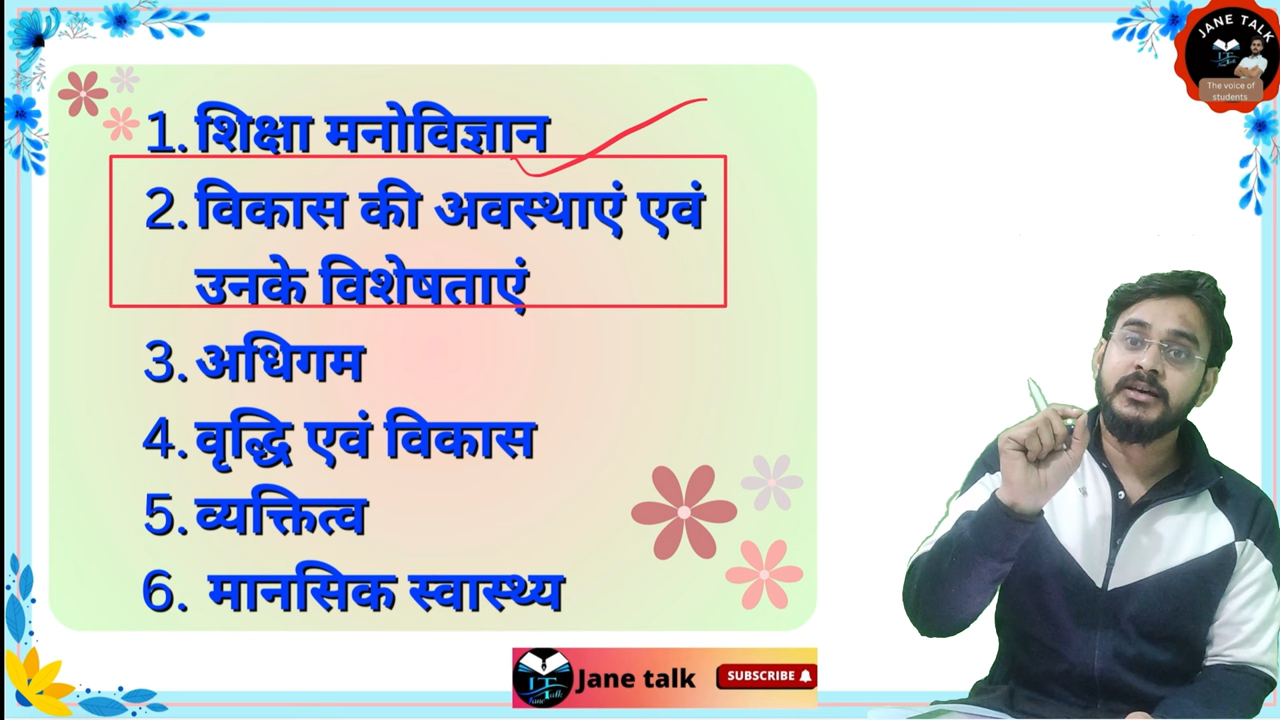 1. शिक्षा मनोविज्ञान
2. विकास की अवस्थाएं एवं
उनके विशेषताएं
3. अधिगम
4. वृद्धि एवं विकास
5. व्यक्तित्व
6. मानसिक स्वास्थ्य
JANE TALK
The voice of
students
Jane talk
SUBSCRIBE